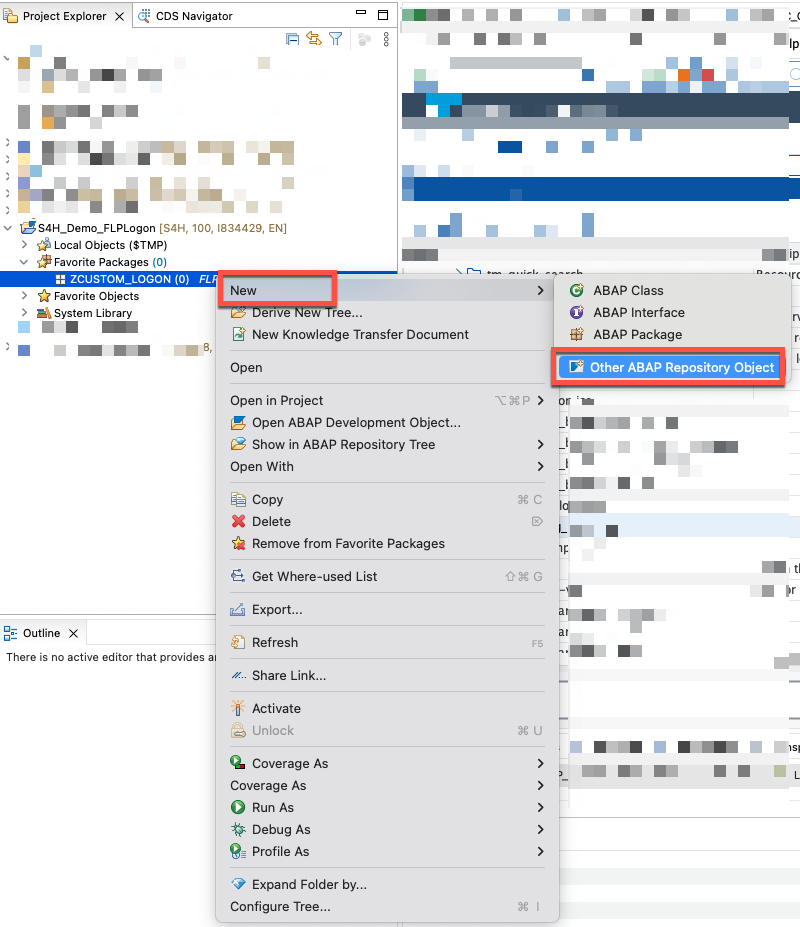 Project Explorer
CDS Navigator
S4H_Demo_FLPLogon [S4H, 100, I834429, EN]
Local Objects ($TMP)
Favorite Packages (0)
ZCUSTOM_LOGON (0)
Favorite Objects
System Library
tm_quick_search
New
ABAP Class
Derive New Tree...
ABAP Interface
New Knowledge Transfer Document
ABAP Package
Open
Other ABAP Repository Object
Open in Project ⌥⌘P
Open ABAP Development Object...
Show in ABAP Repository Tree
Open With
Copy ⌘ C
Delete ⌦
Remove from Favorite Packages
Get Where-used List ⇧⌘ G
Export...
Outline
Refresh F5
There is no active editor that provides
Share Link...
Activate
Unlock ⌘ U
Coverage As
Coverage As
Run As
Debug As
Profile As
Expand Folder by...
Configure Tree... ⌘ I